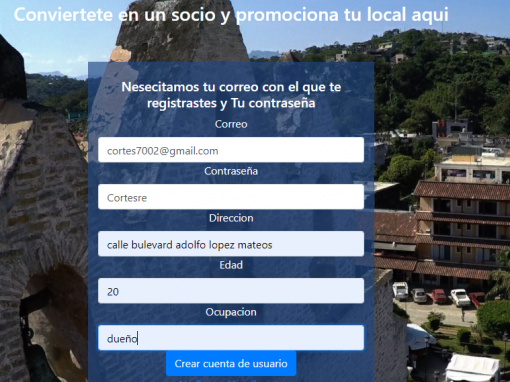 Conviertete en un socio y promociona tu local aqui
Nesecitamos tu correo con el que te
registrastes y Tu contraseña
Correo
cortes7002@gmail.com
Contraseña
Cortesre
Direccion
calle bulevard adolfo lopez mateos
Edad
20
Ocupacion
dueño
Crear cuenta de usuario